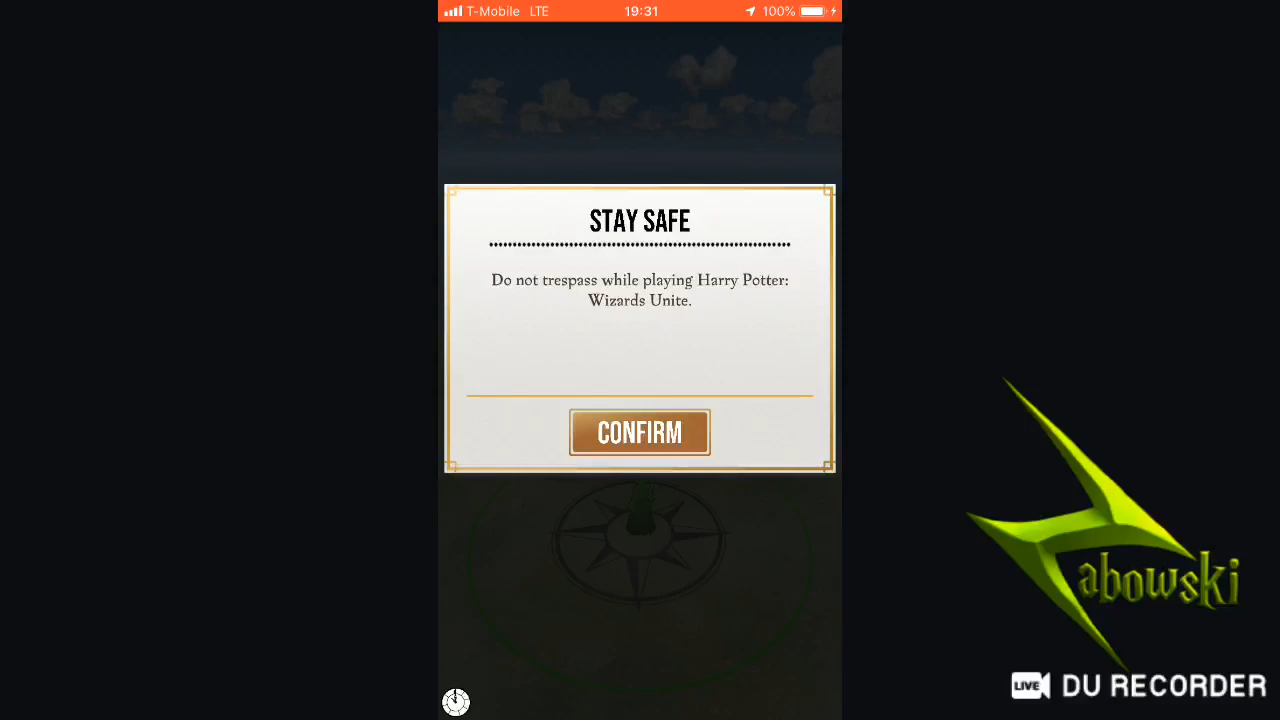 T-Mobile LTE 19:31 100%
STAY SAFE
Do not trespass while playing Harry Potter:
Wizards Unite.
CONFIRM
abowski
LIVE DU RECORDER